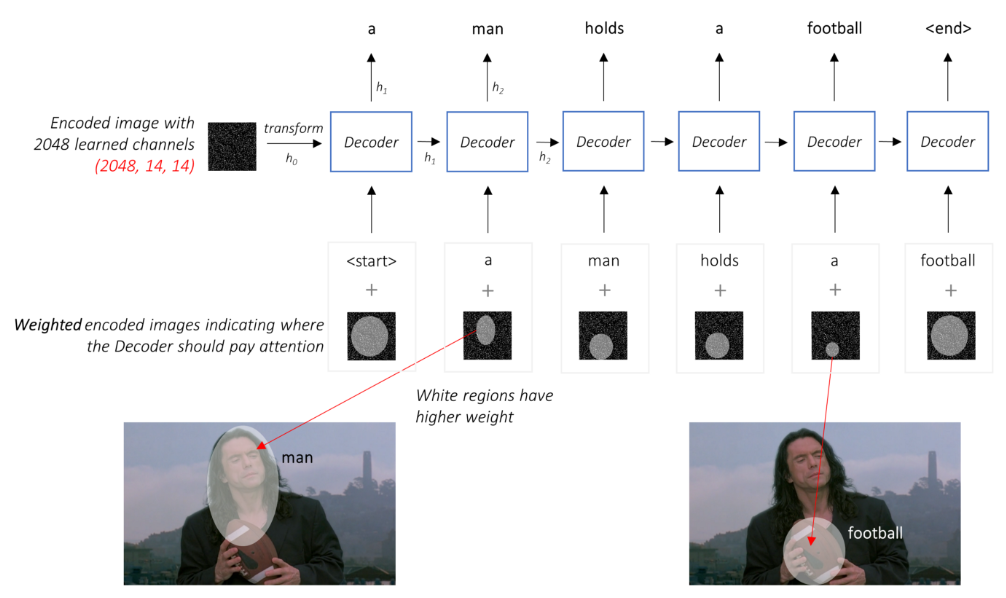 a man holds a football <end>
h1 h2
Encoded image with
2048 learned channels
(2048, 14, 14)
transform
h0
Decoder Decoder Decoder Decoder Decoder Decoder
h1 h2
<start> a man holds a football
+ + + + + +
Weighted encoded images indicating where
the Decoder should pay attention
White regions have
higher weight
man
football